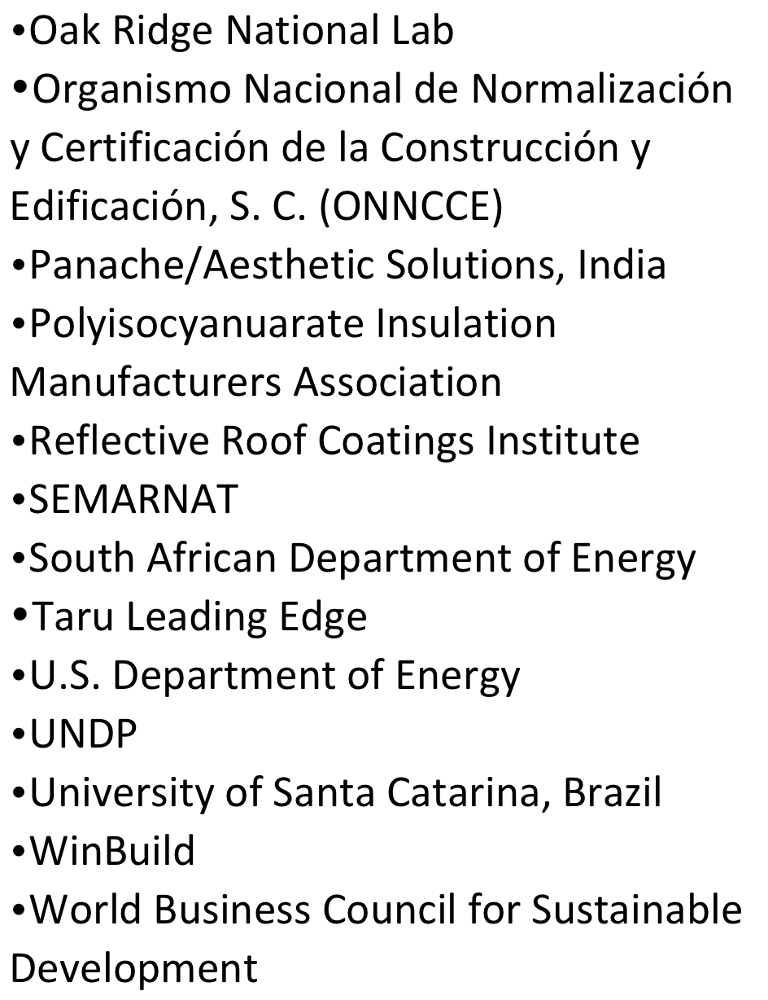 •Oak Ridge National Lab
•Organismo Nacional de Normalización
y Certificación de la Construcción y
Edificación, S. C. (ONNCCE)
•Panache/Aesthetic Solutions, India
•Polyisocyanuarate Insulation
Manufacturers Association
•Reflective Roof Coatings Institute
•SEMARNAT
•South African Department of Energy
•Taru Leading Edge
•U.S. Department of Energy
•UNDP
•University of Santa Catarina, Brazil
•WinBuild
•World Business Council for Sustainable
Development